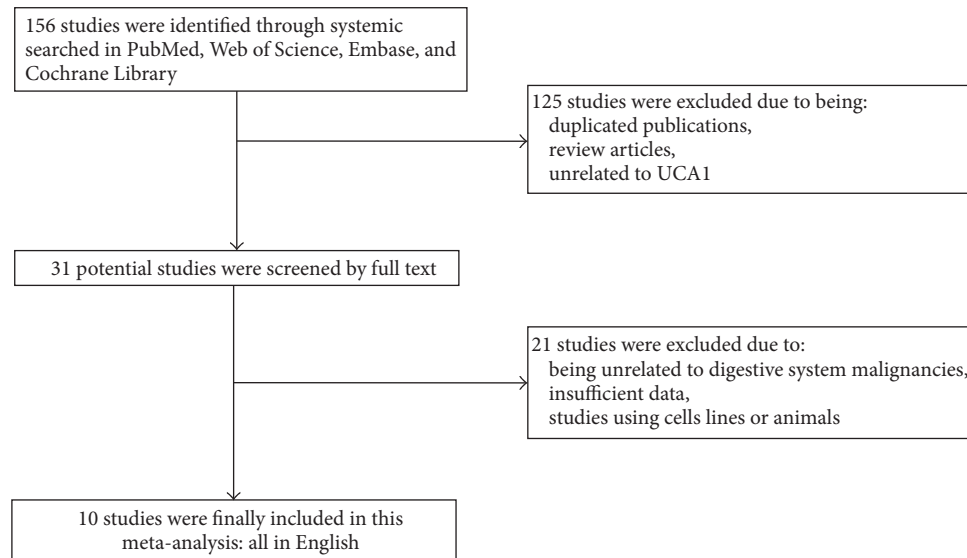 156 studies were identified through systemic
searched in PubMed, Web of Science, Embase, and
Cochrane Library
125 studies were excluded due to being:
duplicated publications,
review articles,
unrelated to UCA1
31 potential studies were screened by full text
21 studies were excluded due to:
being unrelated to digestive system malignancies,
insufficient data,
studies using cells lines or animals
10 studies were finally included in this
meta-analysis: all in English